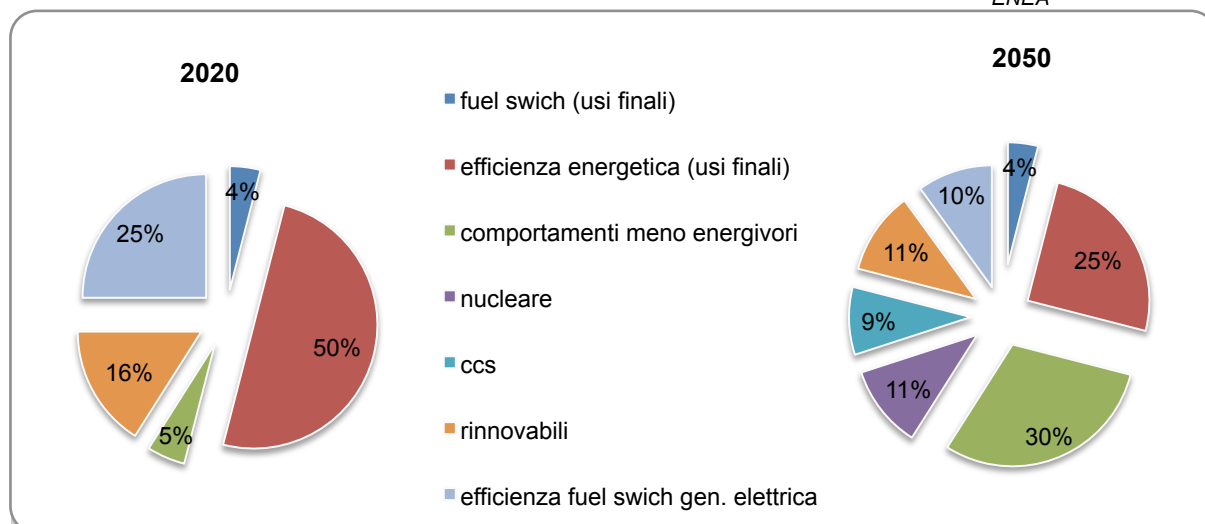 ENEA
2020
4%
50%
5%
16%
25%
fuel swich (usi finali)
efficienza energetica (usi finali)
comportamenti meno energivori
nucleare
ccs
rinnovabili
efficienza fuel swich gen. elettrica
2050
4%
25%
30%
11%
9%
11%
10%